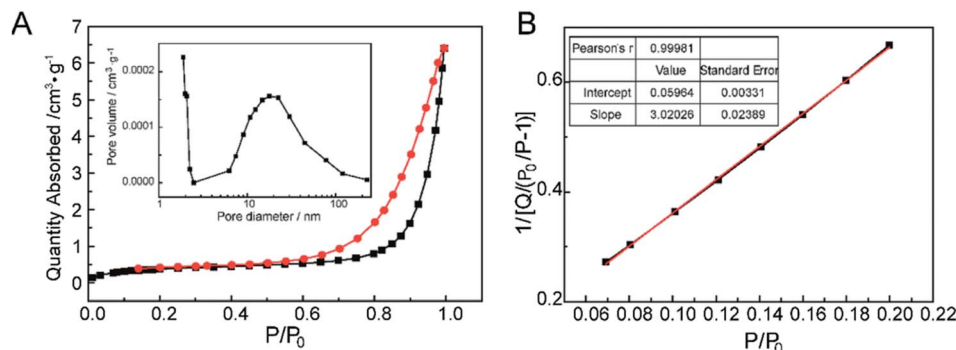 A
Quantity Absorbed /cm³•g⁻¹
7
6
5
4
3
2
1
0
0.0 0.2 0.4 0.6 0.8 1.0
P/P₀
Pore volume / cm³·g⁻¹
0.0002
0.0001
0.0000
1 10 100
Pore diameter / nm
B
1/[Q/(P₀/P-1)]
0.6
0.4
0.2
Pearson's r 0.99981
Value Standard Error
Intercept 0.05964 0.00331
Slope 3.02026 0.02389
0.06 0.08 0.10 0.12 0.14 0.16 0.18 0.20 0.22
P/P₀